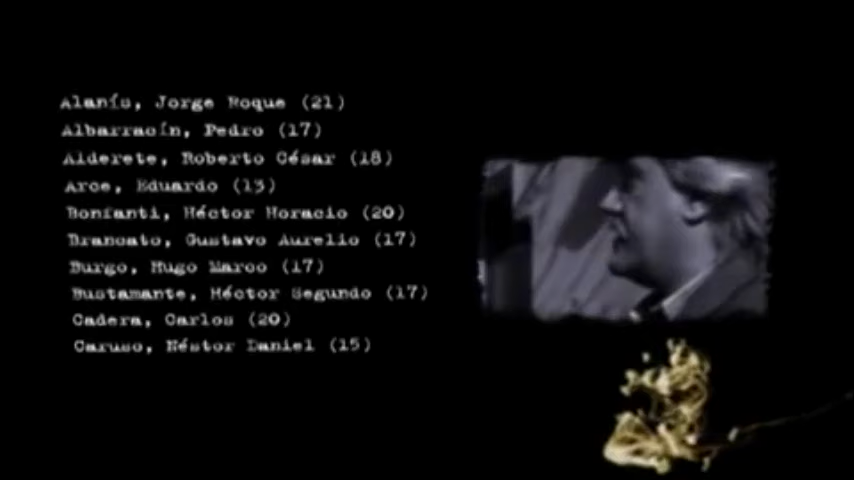 Alanís, Jorge Roque (21)
Albarracín, Pedro (17)
Alderete, Roberto César (18)
Arce, Eduardo (13)
Bonfanti, Héctor Horacio (20)
Brancato, Gustavo Aurelio (17)
Burgo, Hugo Marco (17)
Bustamante, Héctor Segundo (17)
Cadera, Carlos (20)
Caruso, Néstor Daniel (15)